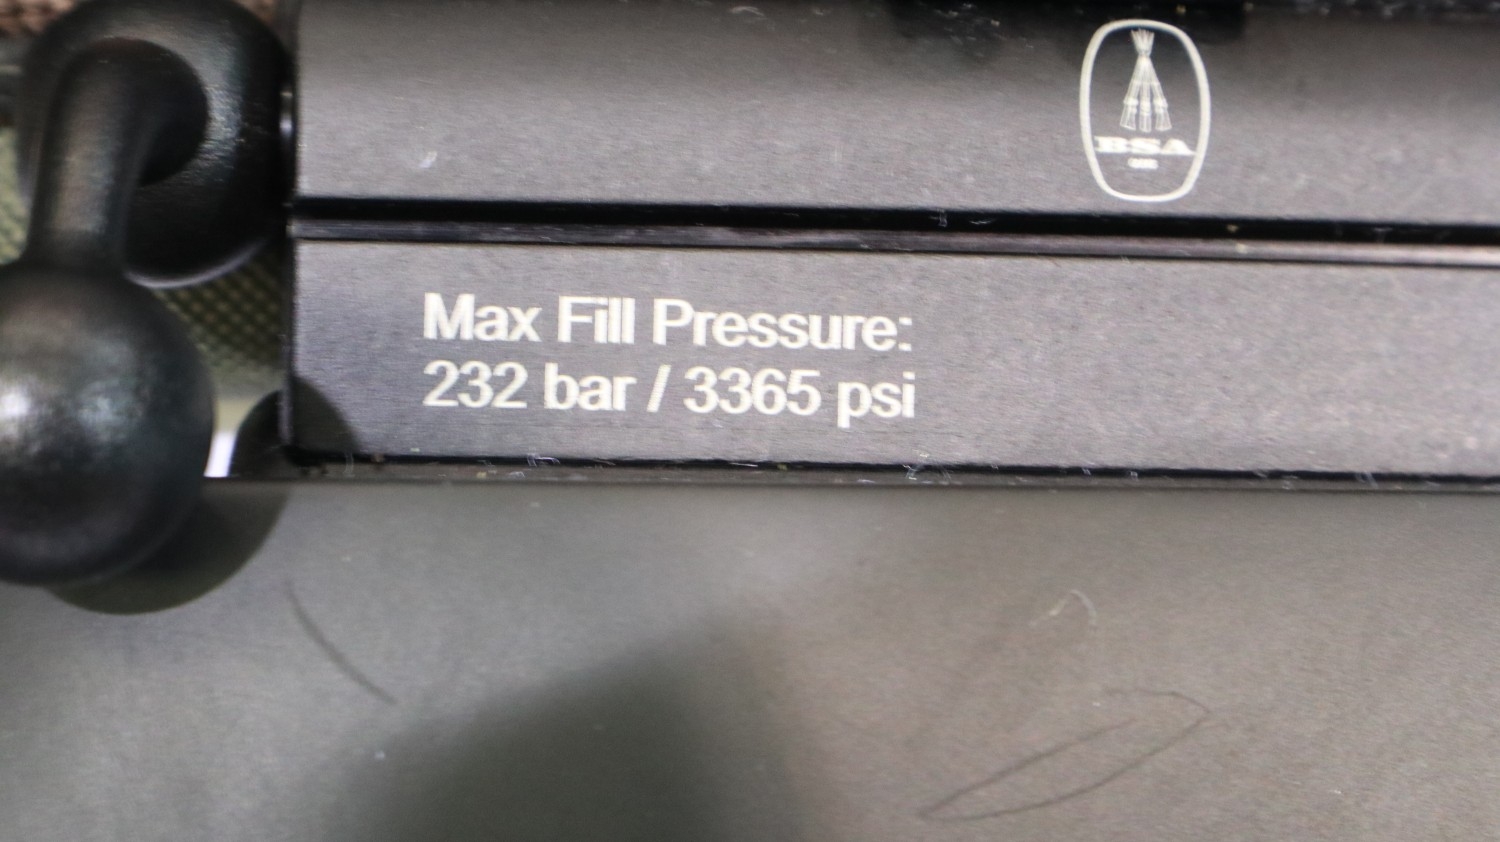 BSA
Max Fill Pressure:
232 bar / 3365 psi